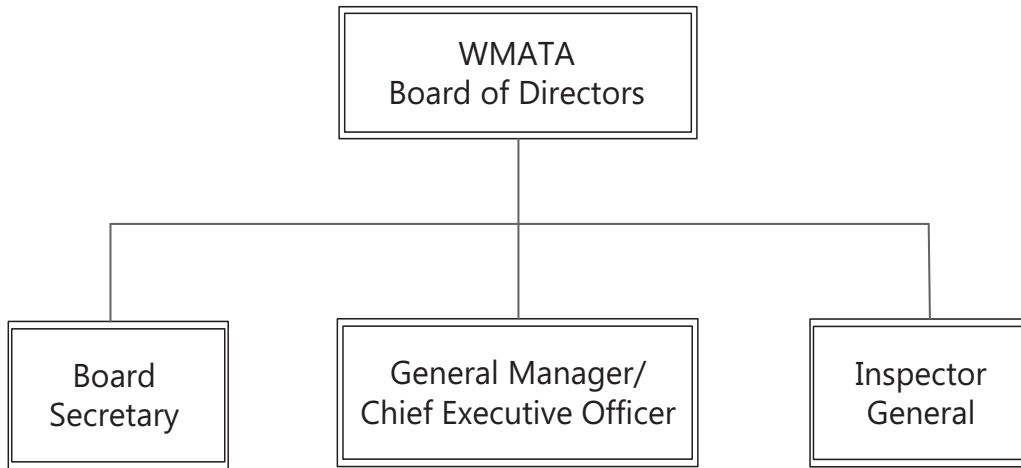 WMATA
Board of Directors
Board
Secretary
General Manager/
Chief Executive Officer
Inspector
General